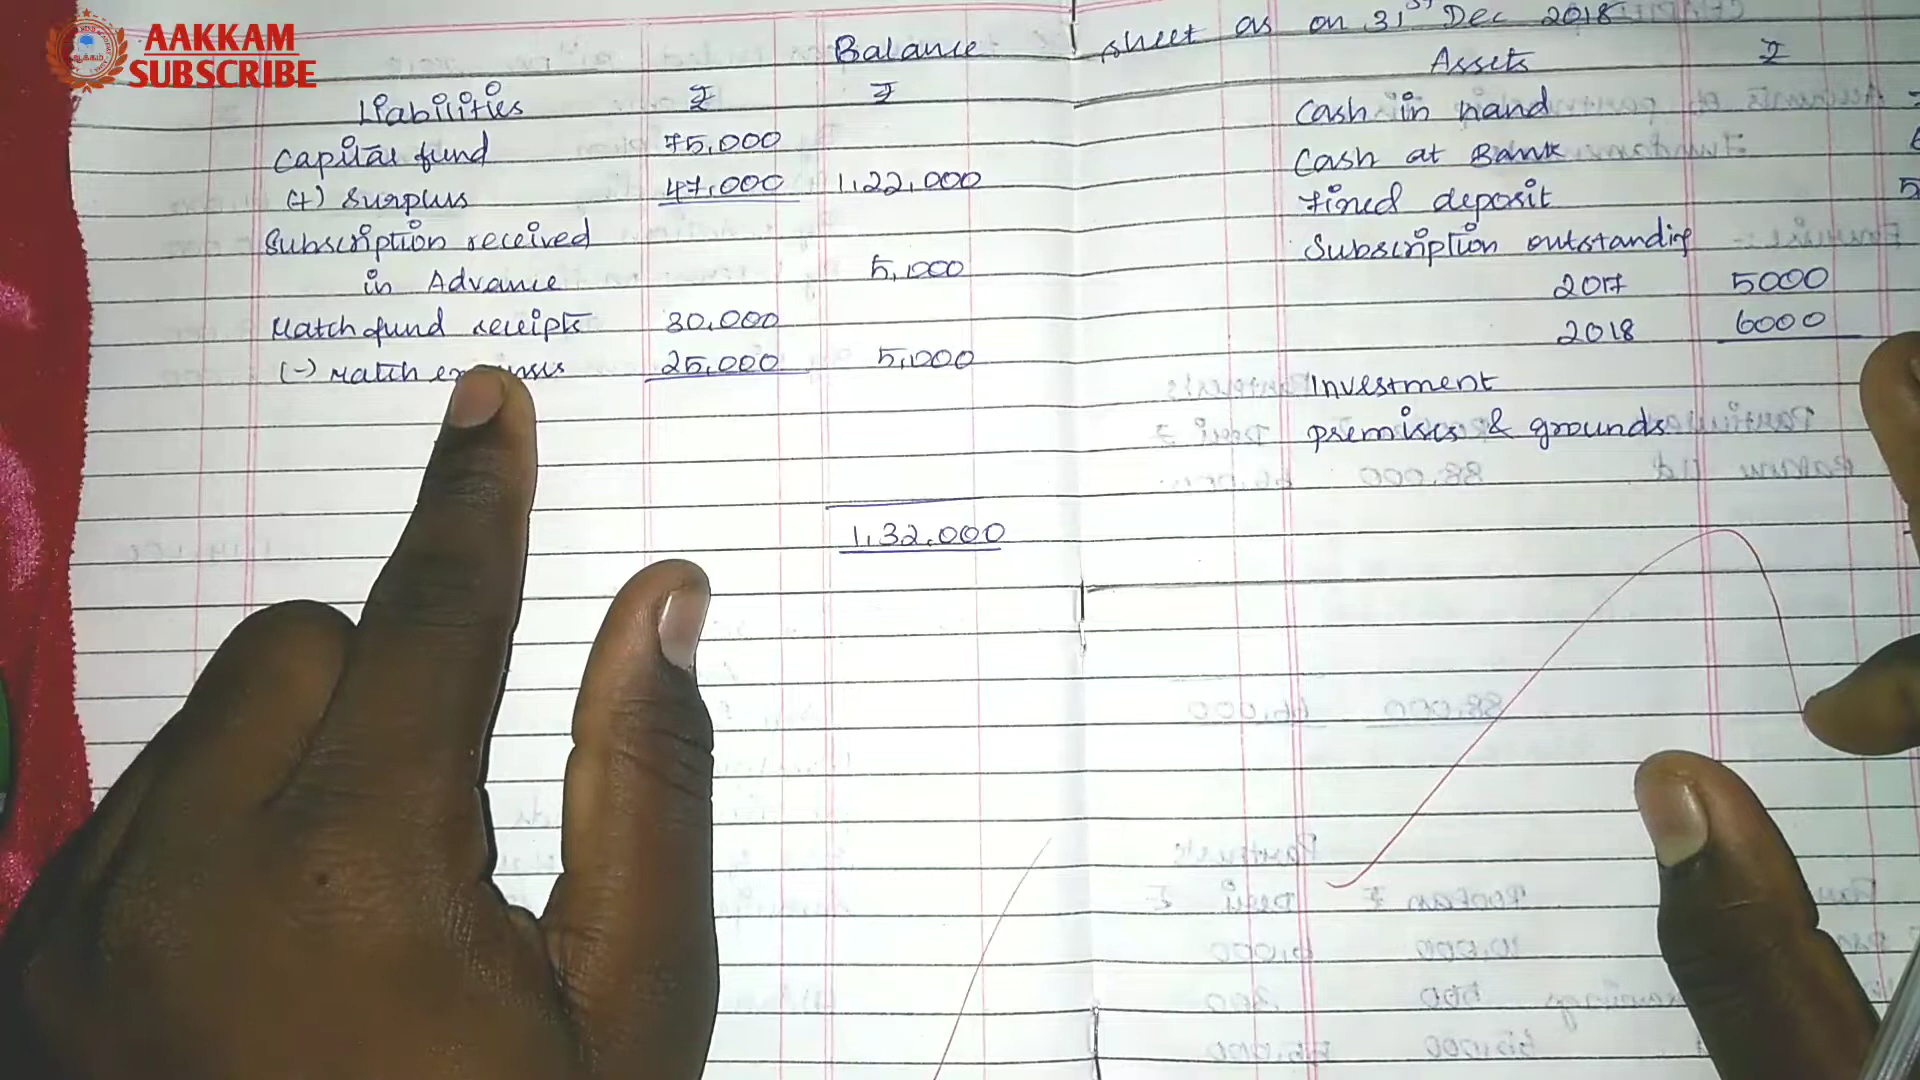 AAKKAM
SUBSCRIBE
Balance sheet as on 31st Dec 2018
Liabilities ₹ ₹
Capital fund 75,000
(+) Surplus 47,000 1,22,000
Subscription received
in Advance 5,000
Match fund receipts 30,000
(-) Match 25,000 5,000
1,32,000
Assets ₹
Cash in hand
Cash at Bank
Fixed deposit 5
Subscription outstanding
2017 5000
2018 6000
Investment
premises & grounds